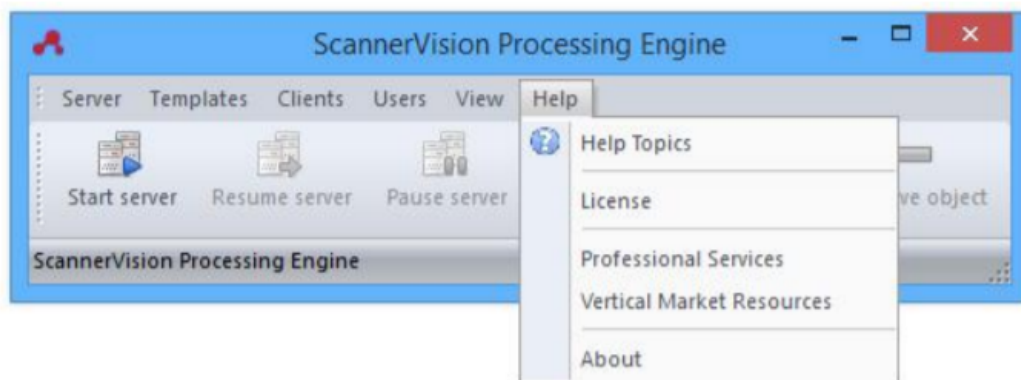 ScannerVision Processing Engine
Server Templates Clients Users View Help
Help Topics
Start server Resume server Pause server ve object
License
ScannerVision Processing Engine
Professional Services
Vertical Market Resources
About